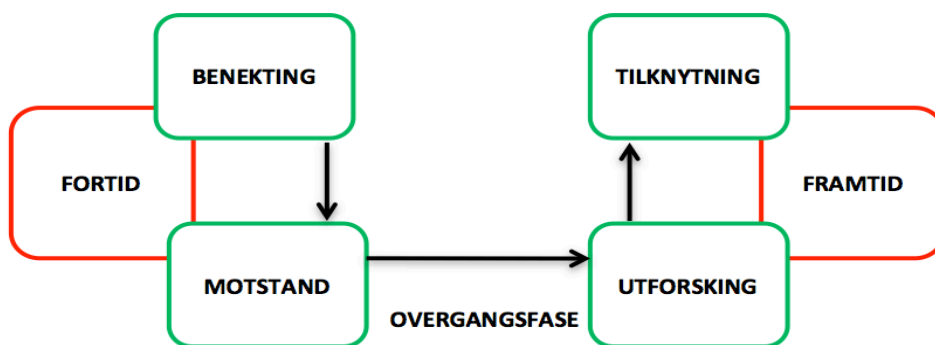 BENEKTING
TILKNYTNING
FORTID
FRAMTID
MOTSTAND
UTFORSKING
OVERGANGSFASE